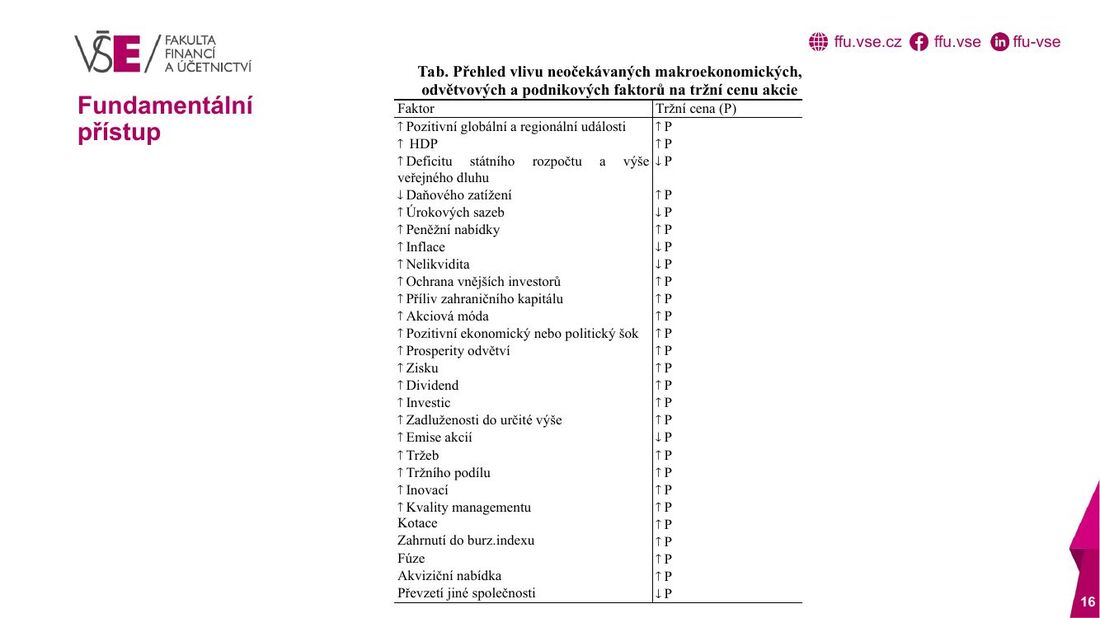 VŠE
FAKULTA
FINANCÍ
A ÚČETNICTVÍ
ffu.vse.cz ffu.vse ffu-vse
Fundamentální
přístup
Tab. Přehled vlivu neočekávaných makroekonomických,
odvětvových a podnikových faktorů na tržní cenu akcie
Faktor Tržní cena (P)
↑ Pozitivní globální a regionální události ↑ P
↑ HDP ↑ P
↑ Deficitu státního rozpočtu a výše ↓ P
veřejného dluhu
↓ Daňového zatížení ↑ P
↑ Úrokových sazeb ↓ P
↑ Peněžní nabídky ↑ P
↑ Inflace ↓ P
↑ Nelikvidita ↓ P
↑ Ochrana vnějších investorů ↑ P
↑ Příliv zahraničního kapitálu ↑ P
↑ Akciová móda ↑ P
↑ Pozitivní ekonomický nebo politický šok ↑ P
↑ Prosperity odvětví ↑ P
↑ Zisku ↑ P
↑ Dividend ↑ P
↑ Investic ↑ P
↑ Zadluženosti do určité výše ↑ P
↑ Emise akcií ↓ P
↑ Tržeb ↑ P
↑ Tržního podílu ↑ P
↑ Inovací ↑ P
↑ Kvality managementu ↑ P
Kotace ↑ P
Zahrnutí do burz.indexu ↑ P
Fúze ↑ P
Akviziční nabídka ↑ P
Převzetí jiné společnosti ↓ P
16